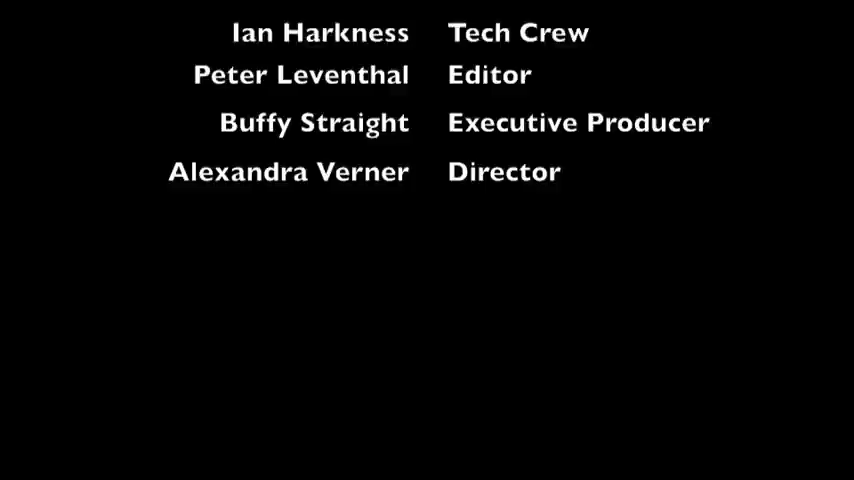 Ian Harkness Tech Crew
Peter Leventhal Editor
Buffy Straight Executive Producer
Alexandra Verner Director